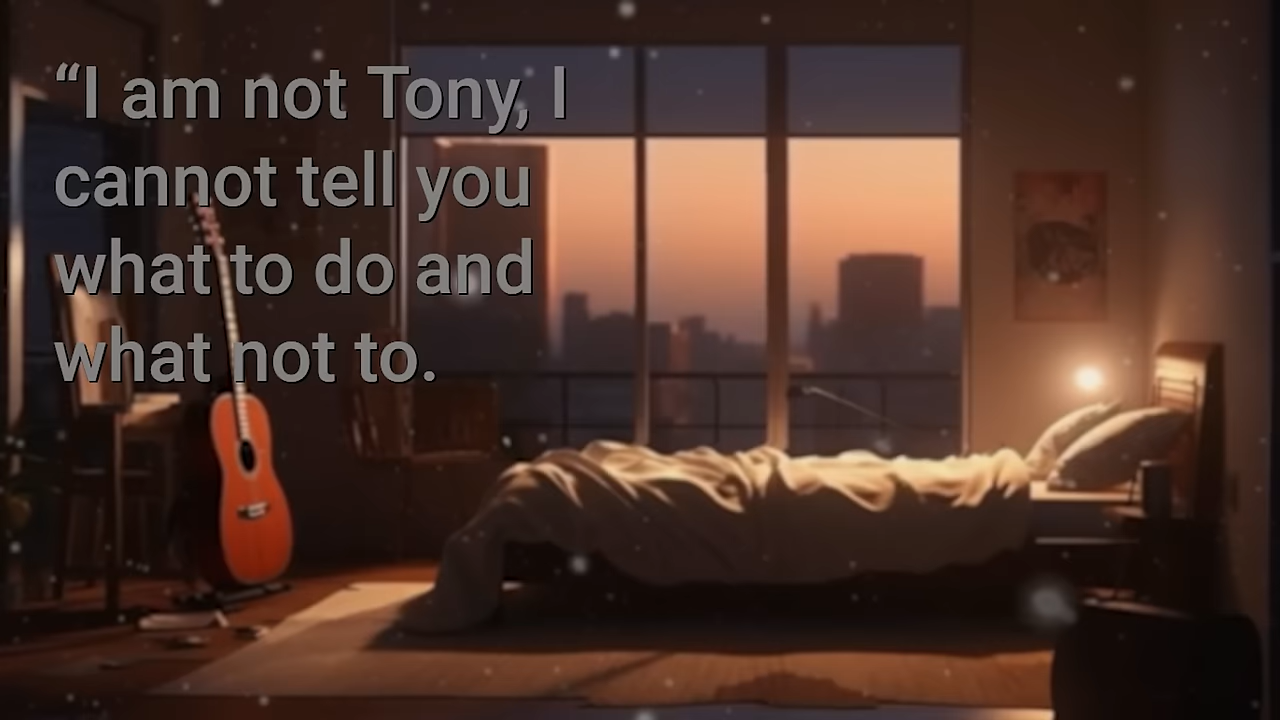 “I am not Tony, I
cannot tell you
what to do and
what not to.